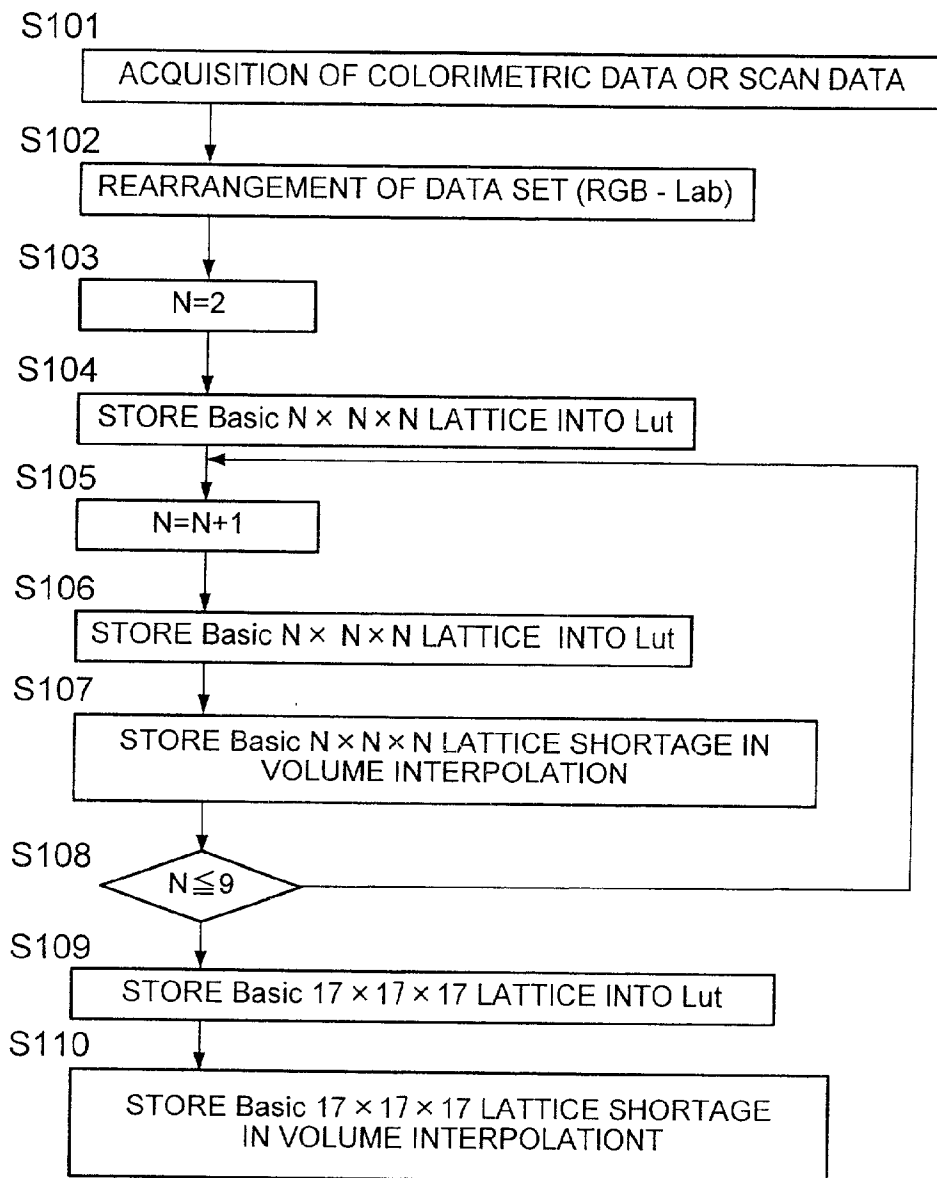 S101
ACQUISITION OF COLORIMETRIC DATA OR SCAN DATA
S102
REARRANGEMENT OF DATA SET (RGB - Lab)
S103
N=2
S104
STORE Basic N × N × N LATTICE INTO Lut
S105
N=N+1
S106
STORE Basic N × N × N LATTICE INTO Lut
S107
STORE Basic N × N × N LATTICE SHORTAGE IN
VOLUME INTERPOLATION
S108
N≦9
S109
STORE Basic 17 × 17 × 17 LATTICE INTO Lut
S110
STORE Basic 17 × 17 × 17 LATTICE SHORTAGE
IN VOLUME INTERPOLATIONT